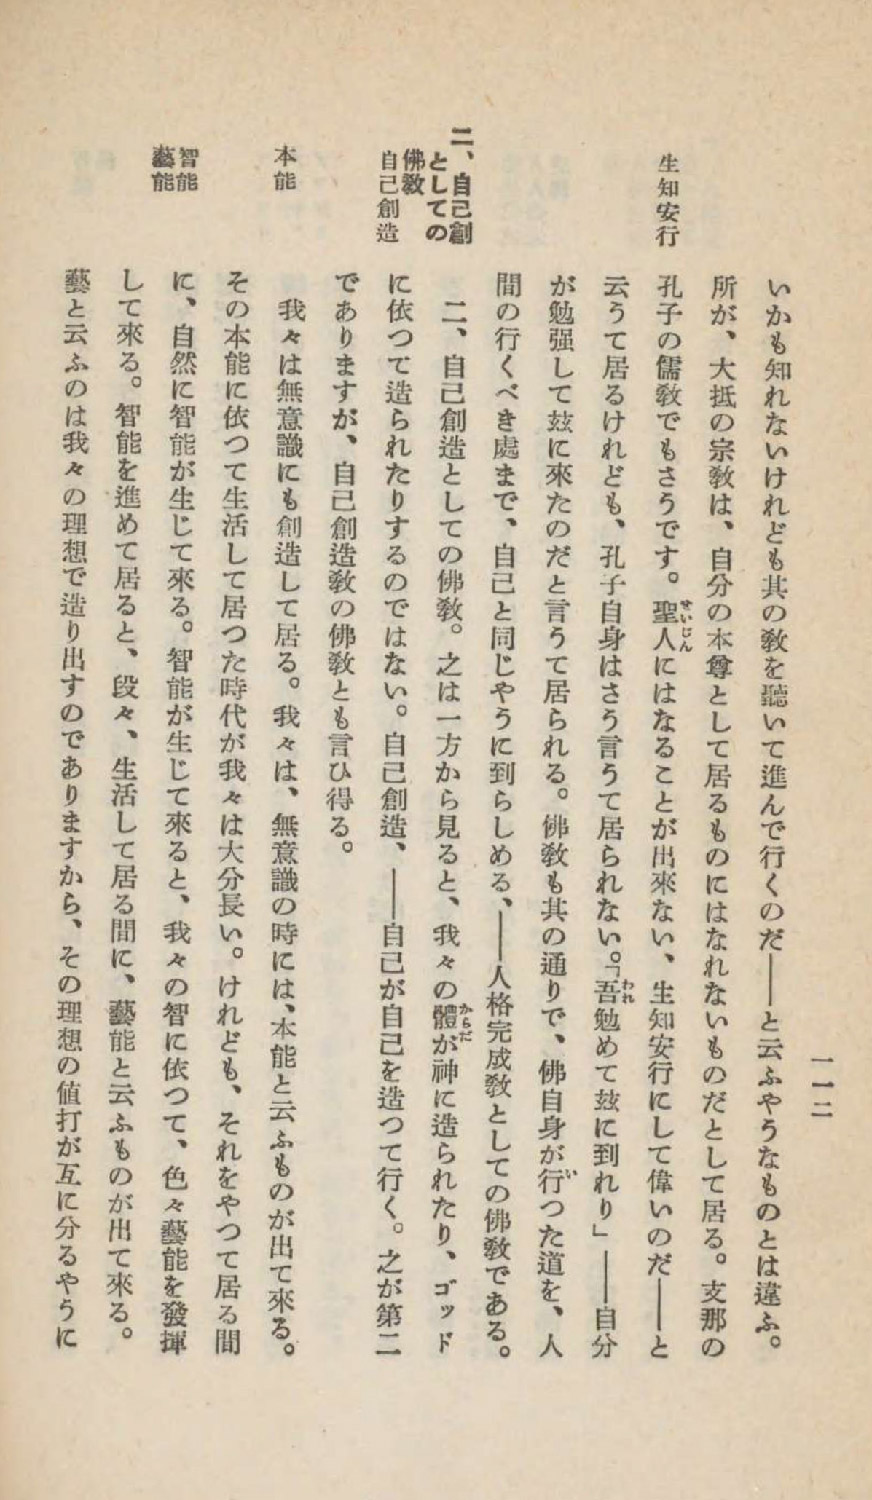 一一二
いかも知れないけれども其の敎を聽いて進んで行くのだ――と云ふやうなものとは違ふ。
生知安行
所が、大抵の宗敎は、自分の本尊として居るものにはなれないものだとして居る。支那の
孔子の儒敎でもさうです。聖人にはなることが出來ない、生知安行にして偉いのだ――と
云うて居るけれども、孔子自身はさう言うて居られない。「吾勉めて玆に到れり」――自分
が勉强して玆に來たのだと言うて居られる。佛敎も其の通りで、佛自身が行つた道を、人
間の行くべき處まで、自己と同じやうに到らしめる、――人格完成敎としての佛敎である。
二、自己創
としての
佛敎
自己創造
二、自己創造としての佛敎。之は一方から見ると、我々の體が神に造られたり、ゴッド
に依つて造られたりするのではない。自己創造、――自己が自己を造つて行く。之が第二
でありますが、自己創造敎の佛敎とも言ひ得る。
本能
我々は無意識にも創造して居る。我々は、無意識の時には、本能と云ふものが出て來る。
その本能に依つて生活して居つた時代が我々は大分長い。けれども、それをやつて居る間
智能
藝能
に、自然に智能が生じて來る。智能が生じて來ると、我々の智に依つて、色々藝能を發揮
して來る。智能を進めて居ると、段々、生活して居る間に、藝能と云ふものが出て來る。
藝と云ふのは我々の理想で造り出すのでありますから、その理想の値打が互に分るやうに